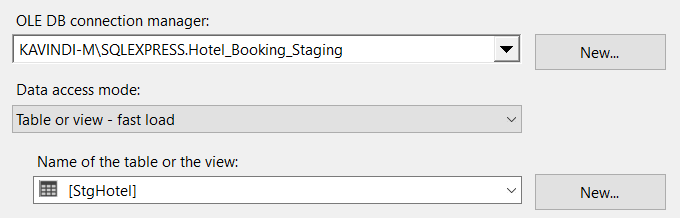 OLE DB connection manager:
KAVINDI-M\SQLEXPRESS.Hotel_Booking_Staging
New...
Data access mode:
Table or view - fast load
Name of the table or the view:
[StgHotel]
New...